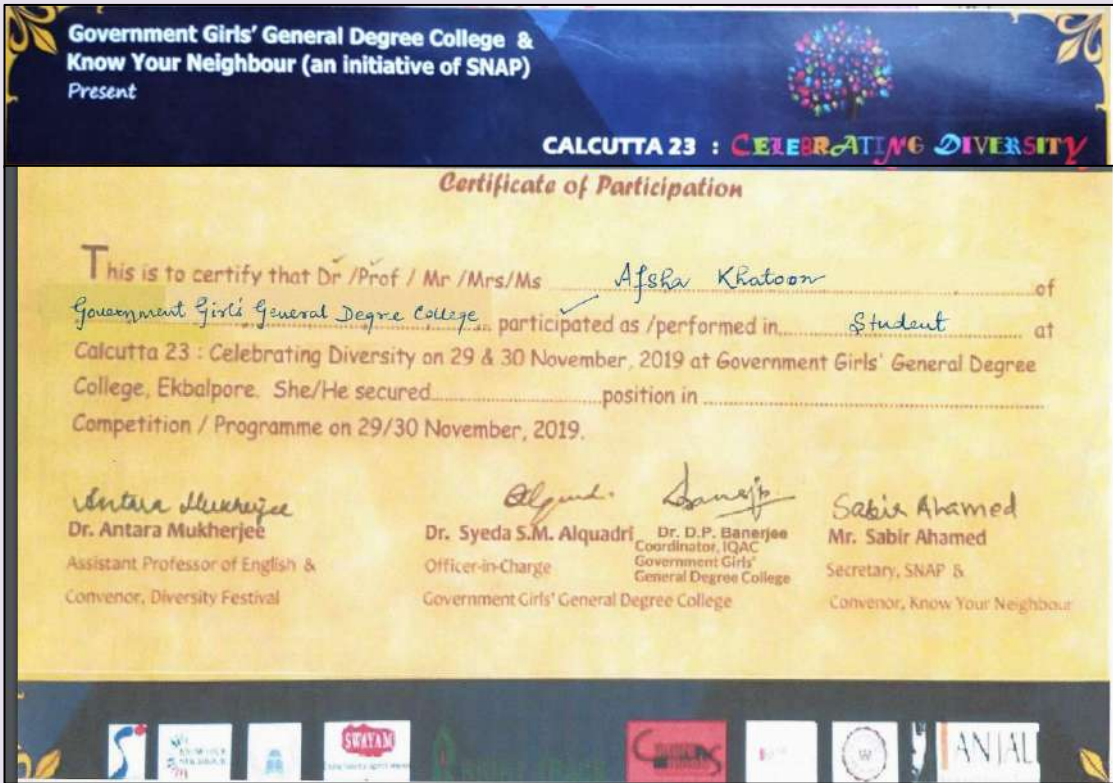 Government Girls' General Degree College &
Know Your Neighbour (an initiative of SNAP)
Present
CALCUTTA 23 : CELEBRATING DIVERSITY
Certificate of Participation
This is to certify that Dr /Prof / Mr /Mrs/Ms Afsha Khatoon of
Government Girls' General Degre College participated as /performed in Student at
Calcutta 23 : Celebrating Diversity on 29 & 30 November, 2019 at Government Girls' General Degree
College, Ekbalpore. She/He secured position in
Competition / Programme on 29/30 November, 2019.
Antara Mukherjee
Sabir Ahamed
Dr. Antara Mukherjee
Assistant Professor of English &
Convenor, Diversity Festival
Dr. Syeda S.M. Alquadri
Officer-in-Charge
Government Girls' General Degree College
Dr. D.P. Banerjee
Coordinator, IQAC
Government Girls'
General Degree College
Mr. Sabir Ahamed
Secretary, SNAP &
Convenor, Know Your Neighbour
SWAYAM